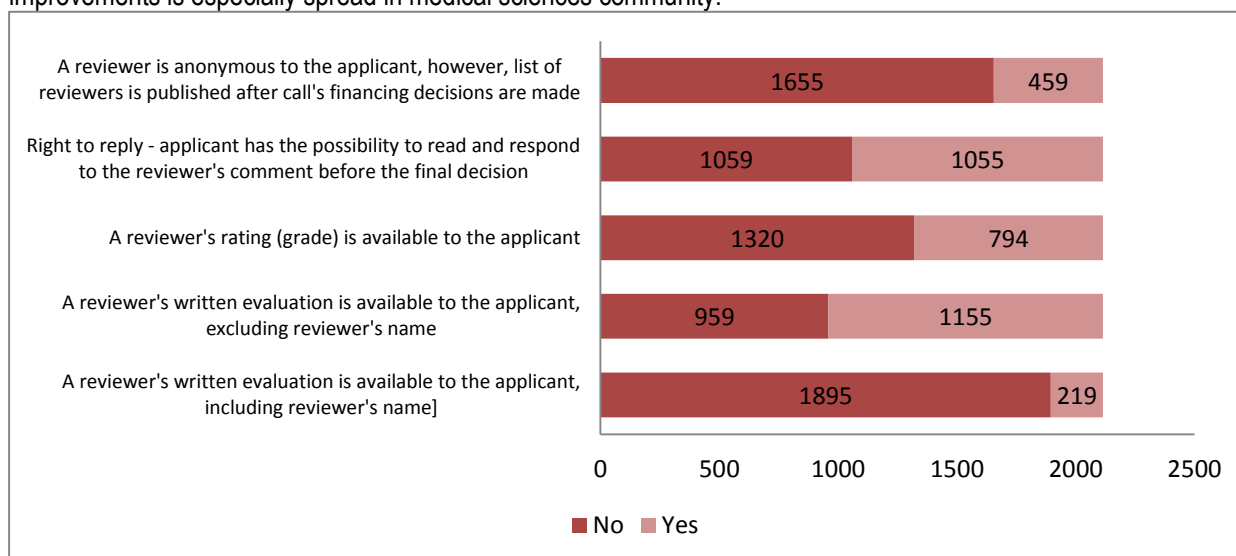 improvements is especially spread in medical sciences community.
A reviewer is anonymous to the applicant, however, list of
reviewers is published after call's financing decisions are made
1655
459
Right to reply - applicant has the possibility to read and respond
to the reviewer's comment before the final decision
1059
1055
A reviewer's rating (grade) is available to the applicant
1320
794
A reviewer's written evaluation is available to the applicant,
excluding reviewer's name
959
1155
A reviewer's written evaluation is available to the applicant,
including reviewer's name]
1895
219
0 500 1000 1500 2000 2500
No Yes